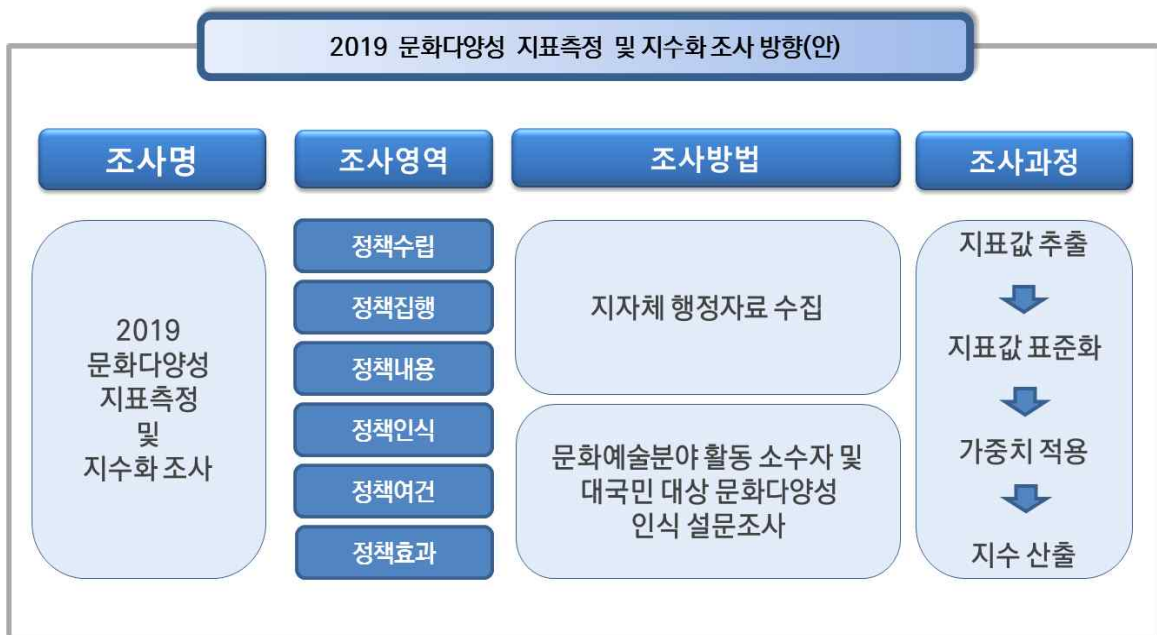 2019 문화다양성 지표측정 및 지수화 조사 방향(안)
조사명
조사영역
조사방법
조사과정
2019
문화다양성
지표측정
및
지수화 조사
정책수립
정책집행
정책내용
정책인식
정책여건
정책효과
지자체 행정자료 수집
문화예술분야 활동 소수자 및
대국민 대상 문화다양성
인식 설문조사
지표값 추출
지표값 표준화
가중치 적용
지수 산출